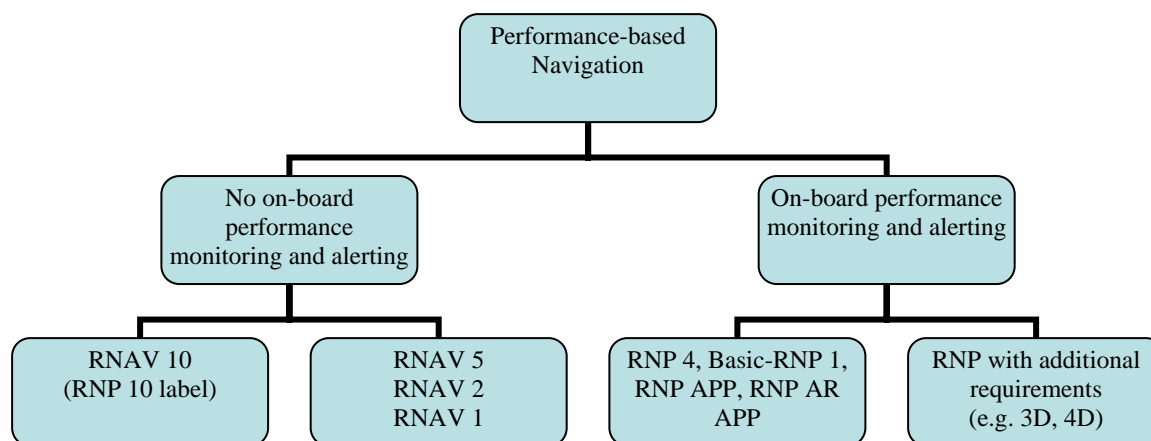 Performance-based
Navigation
No on-board
performance
monitoring and alerting
On-board performance
monitoring and alerting
RNAV 10
(RNP 10 label)
RNAV 5
RNAV 2
RNAV 1
RNP 4, Basic-RNP 1,
RNP APP, RNP AR
APP
RNP with additional
requirements
(e.g. 3D, 4D)